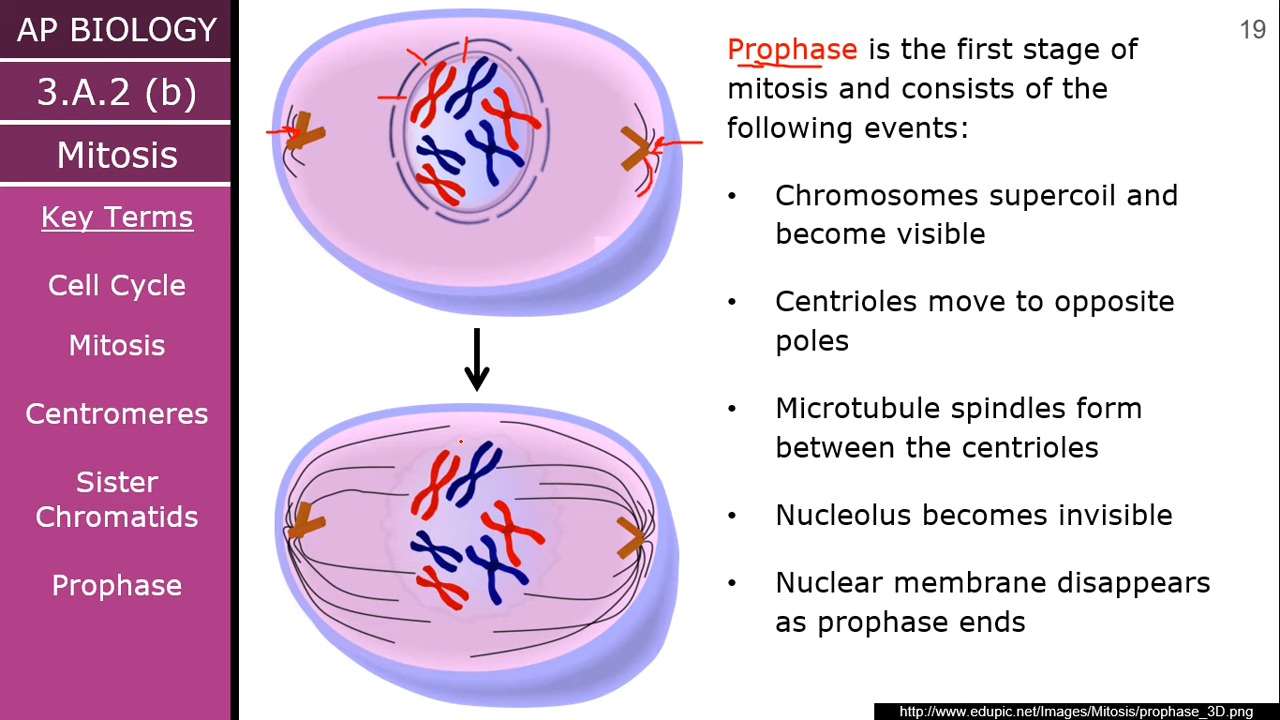 AP BIOLOGY
3.A.2 (b)
Mitosis
Key Terms
Cell Cycle
Mitosis
Centromeres
Sister
Chromatids
Prophase
19
Prophase is the first stage of
mitosis and consists of the
following events:
• Chromosomes supercoil and
become visible
• Centrioles move to opposite
poles
• Microtubule spindles form
between the centrioles
• Nucleolus becomes invisible
• Nuclear membrane disappears
as prophase ends
http://www.edupic.net/Images/Mitosis/prophase_3D.png